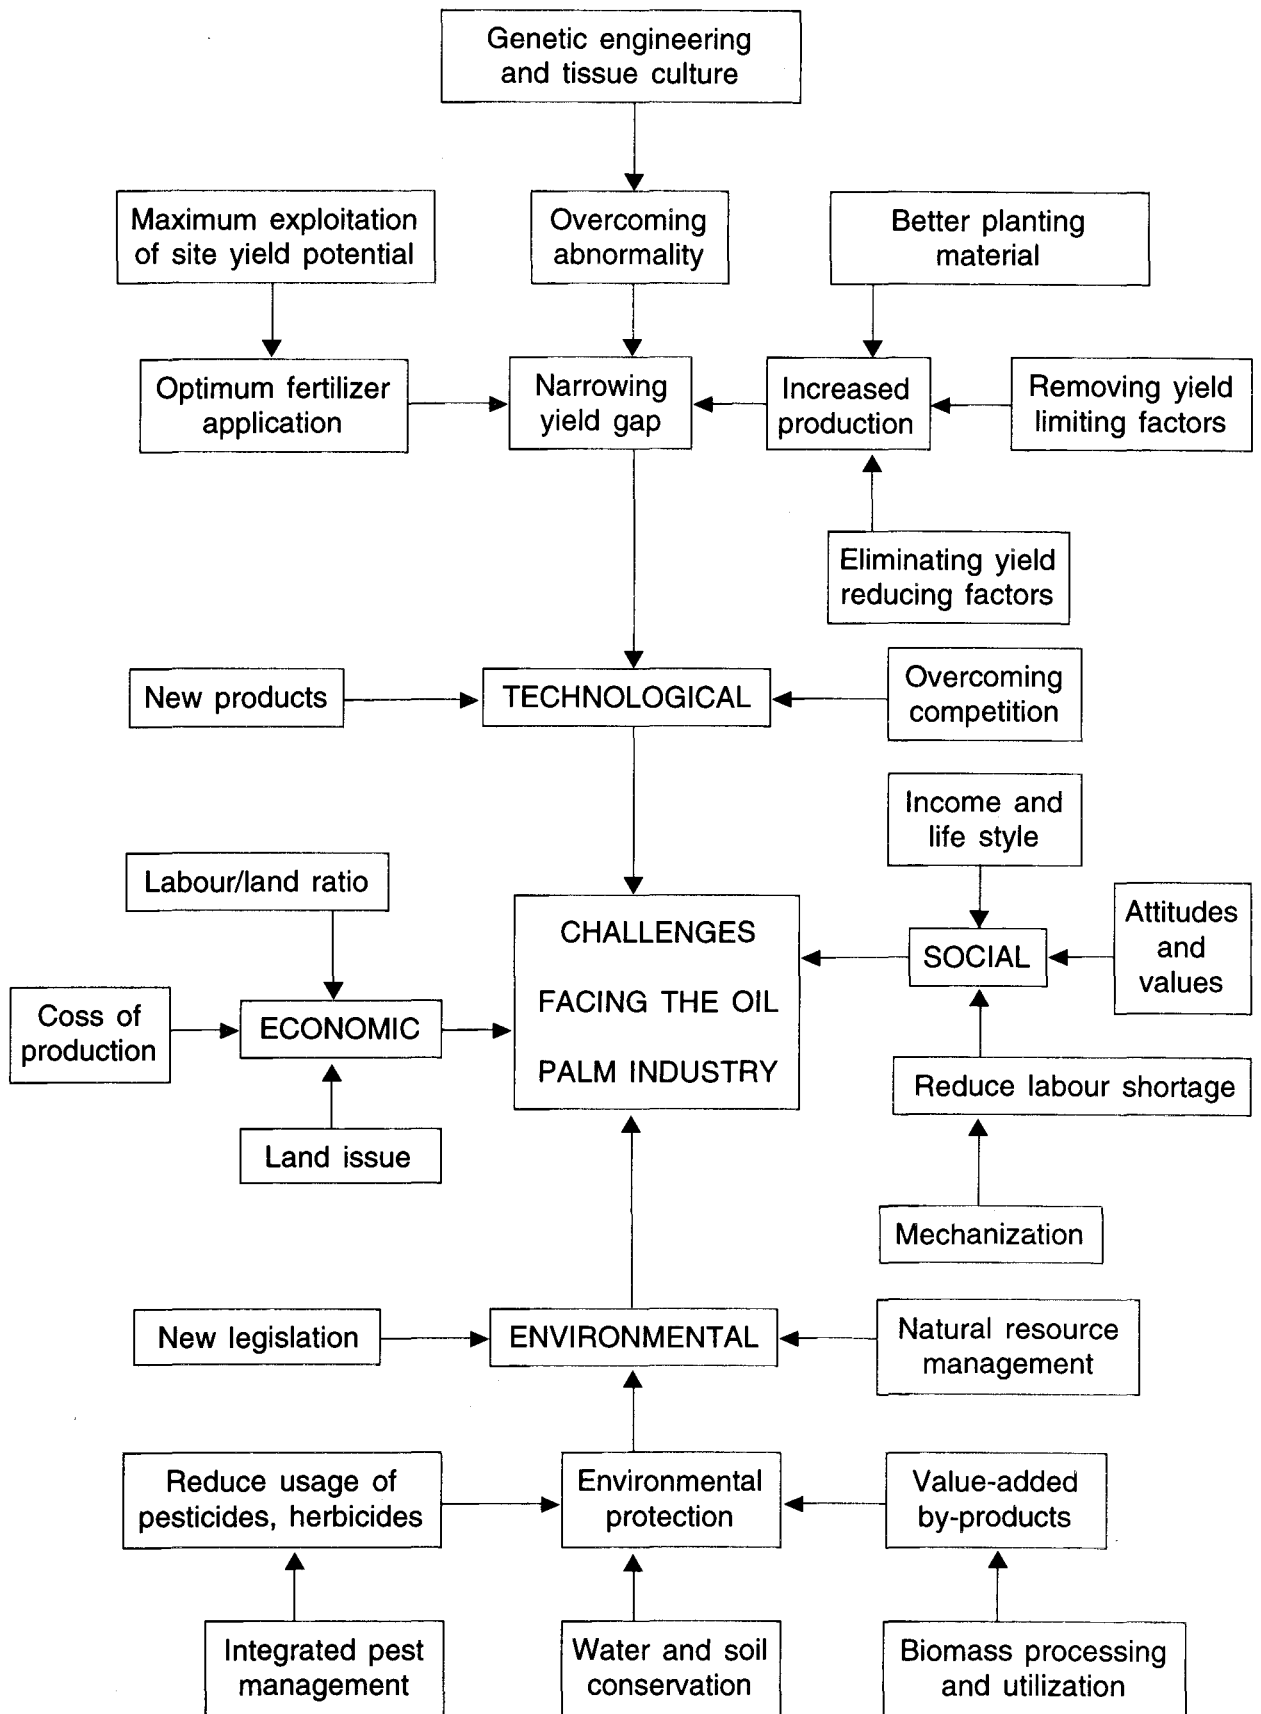 Genetic engineering
and tissue culture
Maximum exploitation
of site yield potential
Overcoming
abnormality
Better planting
material
Optimum fertilizer
application
Narrowing
yield gap
Increased
production
Removing yield
limiting factors
Eliminating yield
reducing factors
New products
TECHNOLOGICAL
Overcoming
competition
Income and
life style
Labour/land ratio
CHALLENGES
FACING THE OIL
PALM INDUSTRY
SOCIAL
Attitudes
and
values
Coss of
production
ECONOMIC
Reduce labour shortage
Land issue
Mechanization
New legislation
ENVIRONMENTAL
Natural resource
management
Reduce usage of
pesticides, herbicides
Environmental
protection
Value-added
by-products
Integrated pest
management
Water and soil
conservation
Biomass processing
and utilization